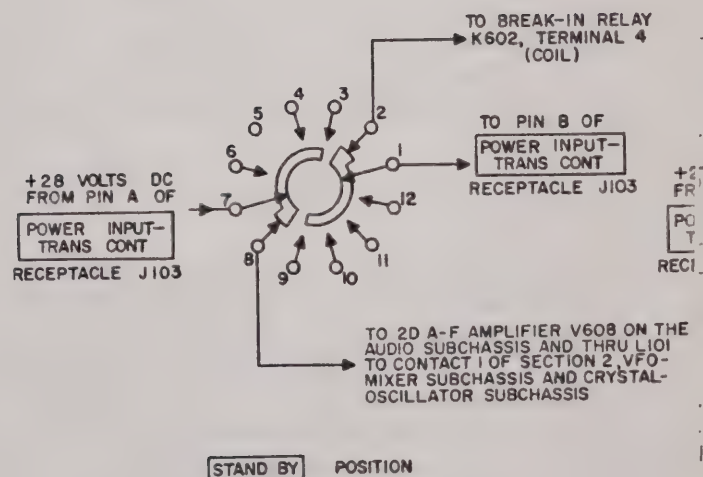 TO BREAK-IN RELAY
K602, TERMINAL 4
(COIL)
4
3
5
2
TO PIN B OF
6
1
POWER INPUT-
TRANS CONT
+28 VOLTS DC
FROM PIN A OF
7
12
RECEPTACLE J103
POWER INPUT-
TRANS CONT
8
11
RECEPTACLE J103
9
10
TO 2D A-F AMPLIFIER V608 ON THE
AUDIO SUBCHASSIS AND THRU L101
TO CONTACT 1 OF SECTION 2, VFO-
MIXER SUBCHASSIS AND CRYSTAL-
OSCILLATOR SUBCHASSIS
STAND BY POSITION